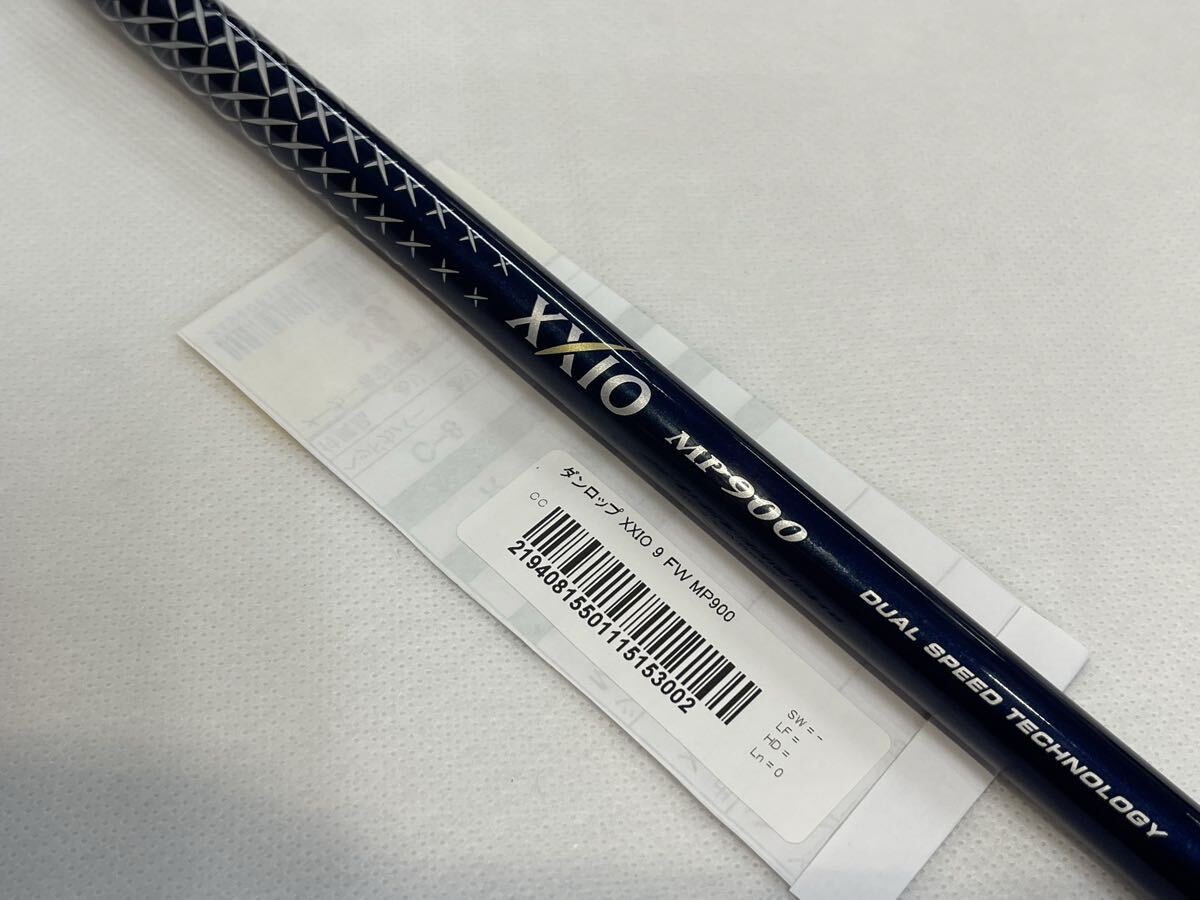 XXIO MP900 DUAL SPEED TECHNOLOGY
ダンロップ XXIO 9 FW MP900
CC
2194081550115153002
SW = -
LF =
HD =
Ln = 0